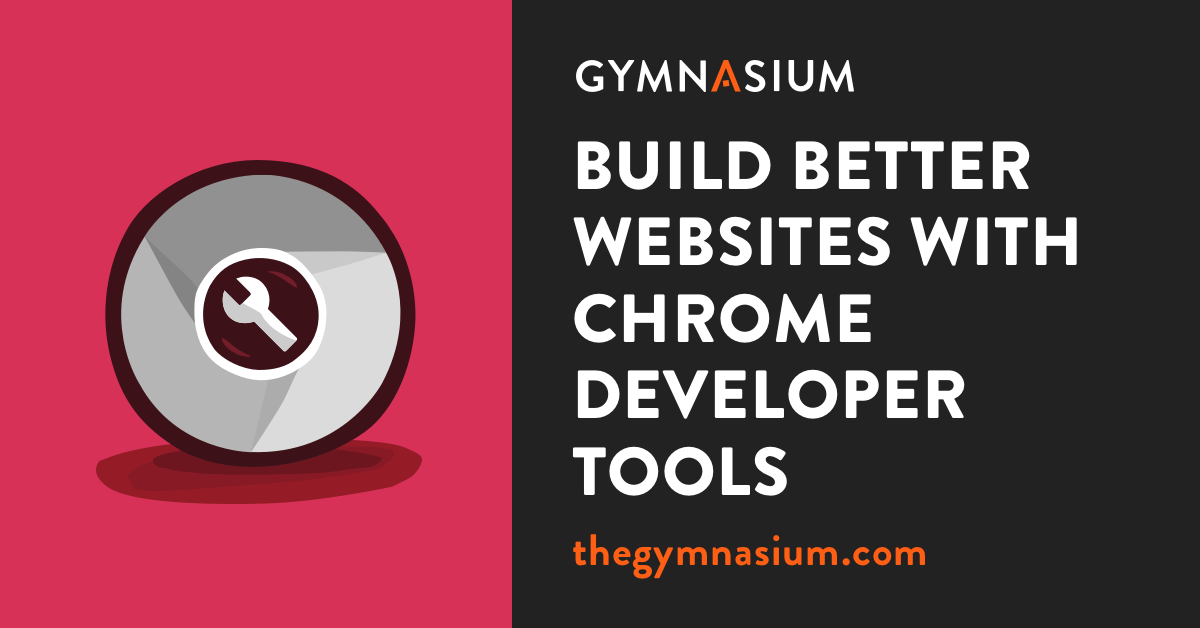 GYMNASIUM
BUILD BETTER
WEBSITES WITH
CHROME
DEVELOPER
TOOLS
thegymnasium.com